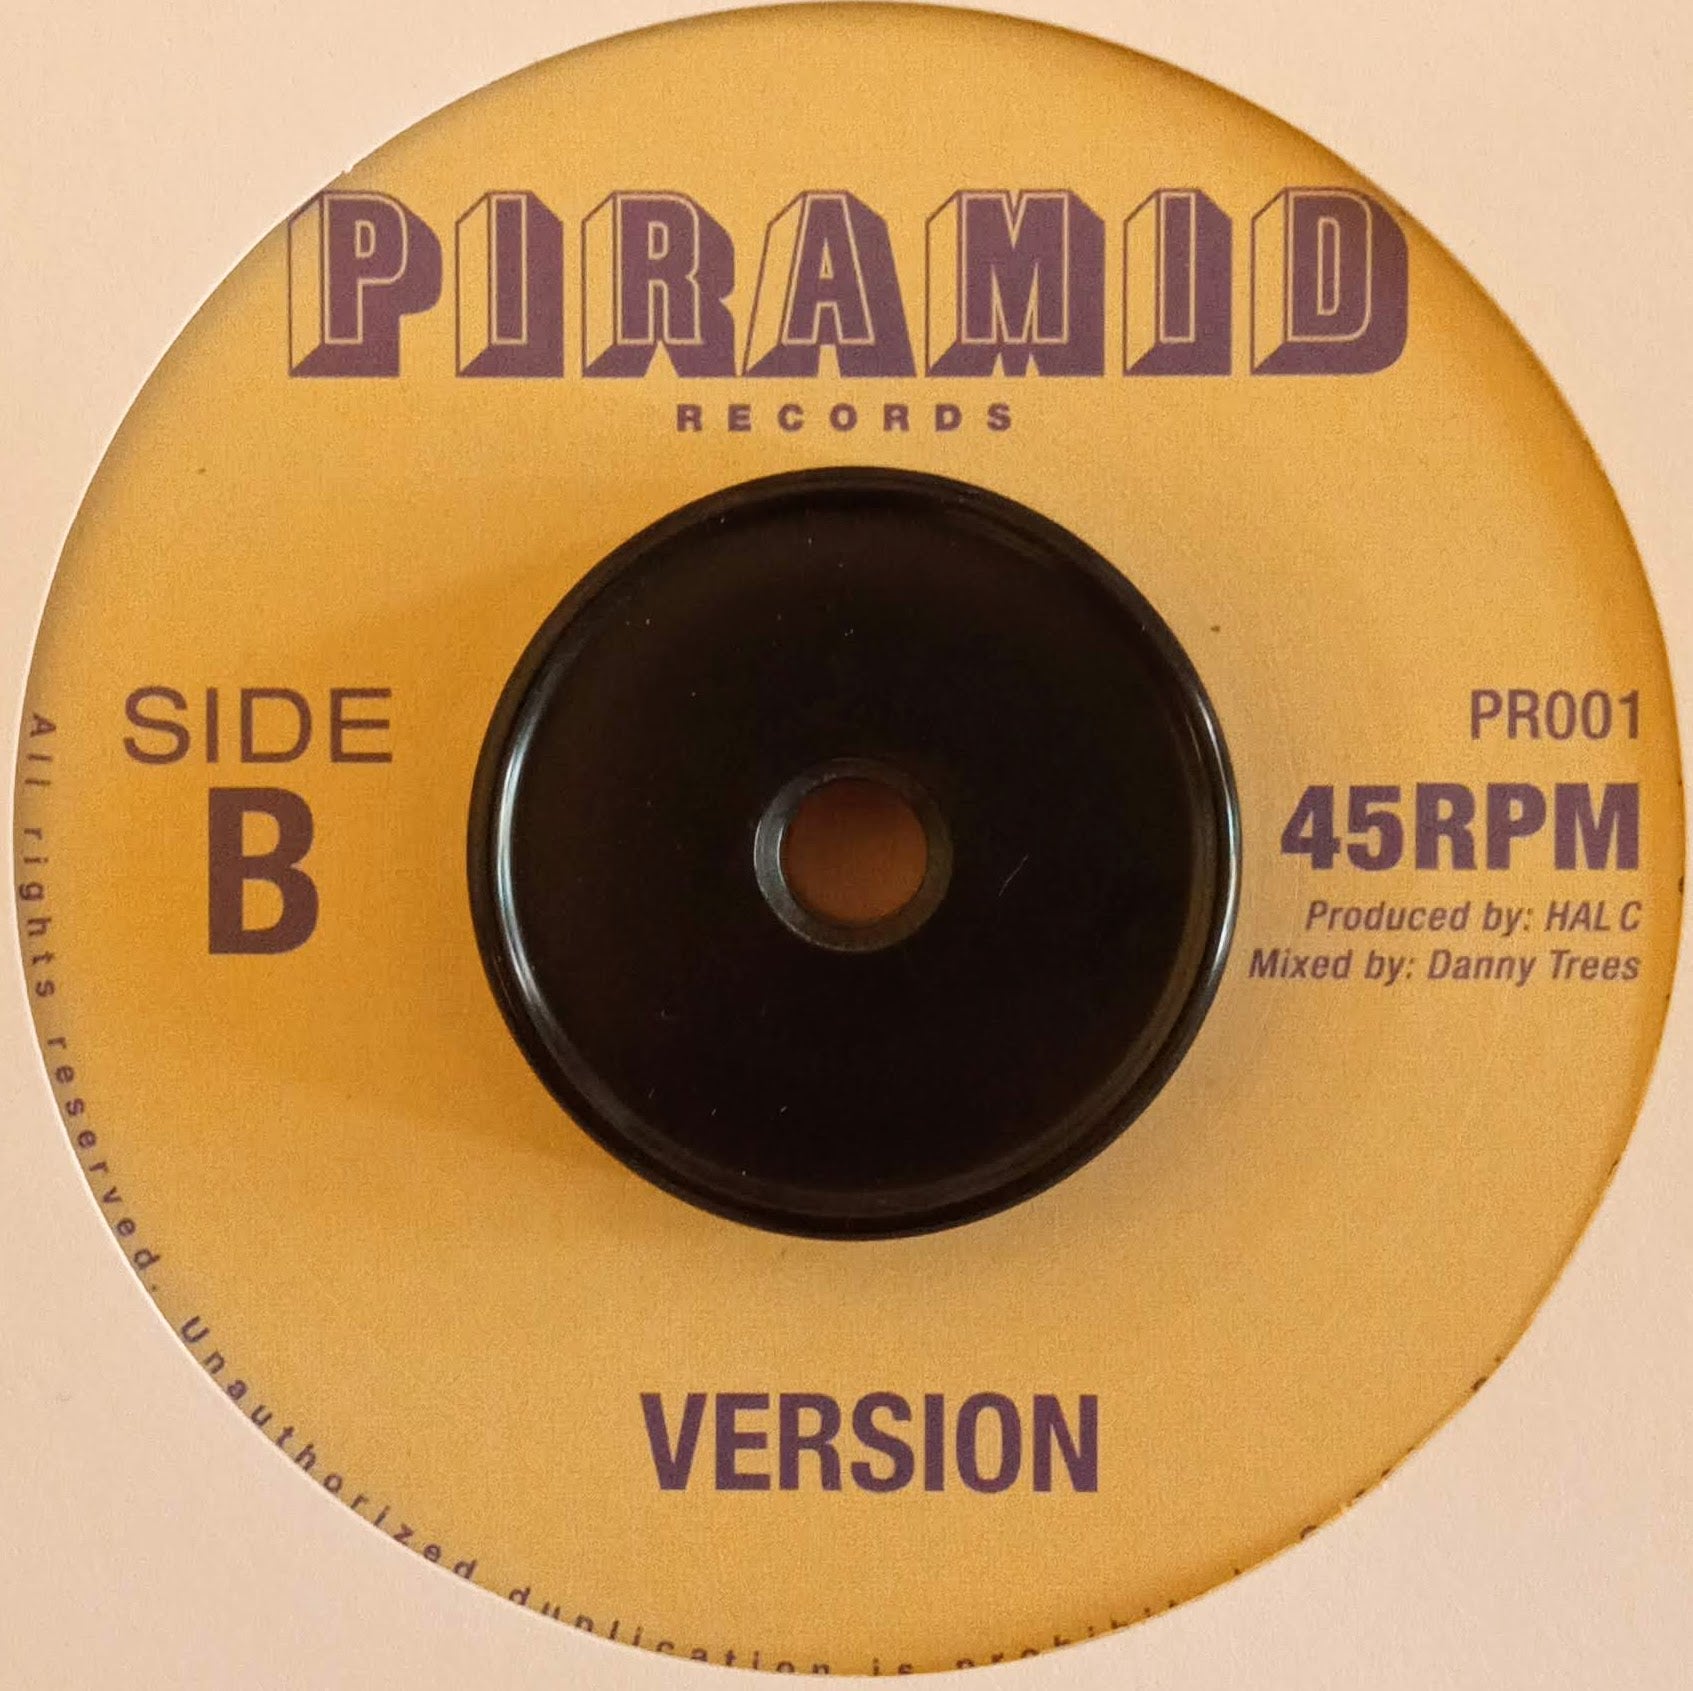 PIRAMID
RECORDS
SIDE
B
PR001
45RPM
Produced by: HAL C
Mixed by: Danny Trees
VERSION
All rights reserved. Unauthorized duplication is